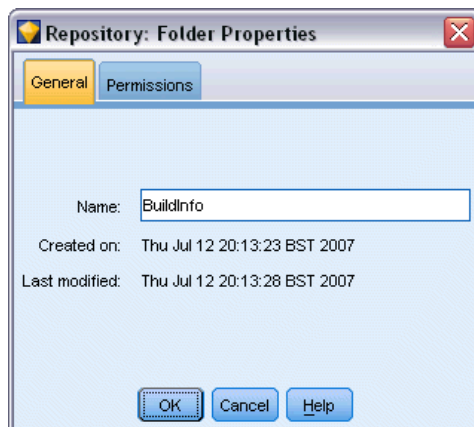 Repository: Folder Properties
General Permissions
Name: BuildInfo
Created on: Thu Jul 12 20:13:23 BST 2007
Last modified: Thu Jul 12 20:13:28 BST 2007
OK Cancel Help